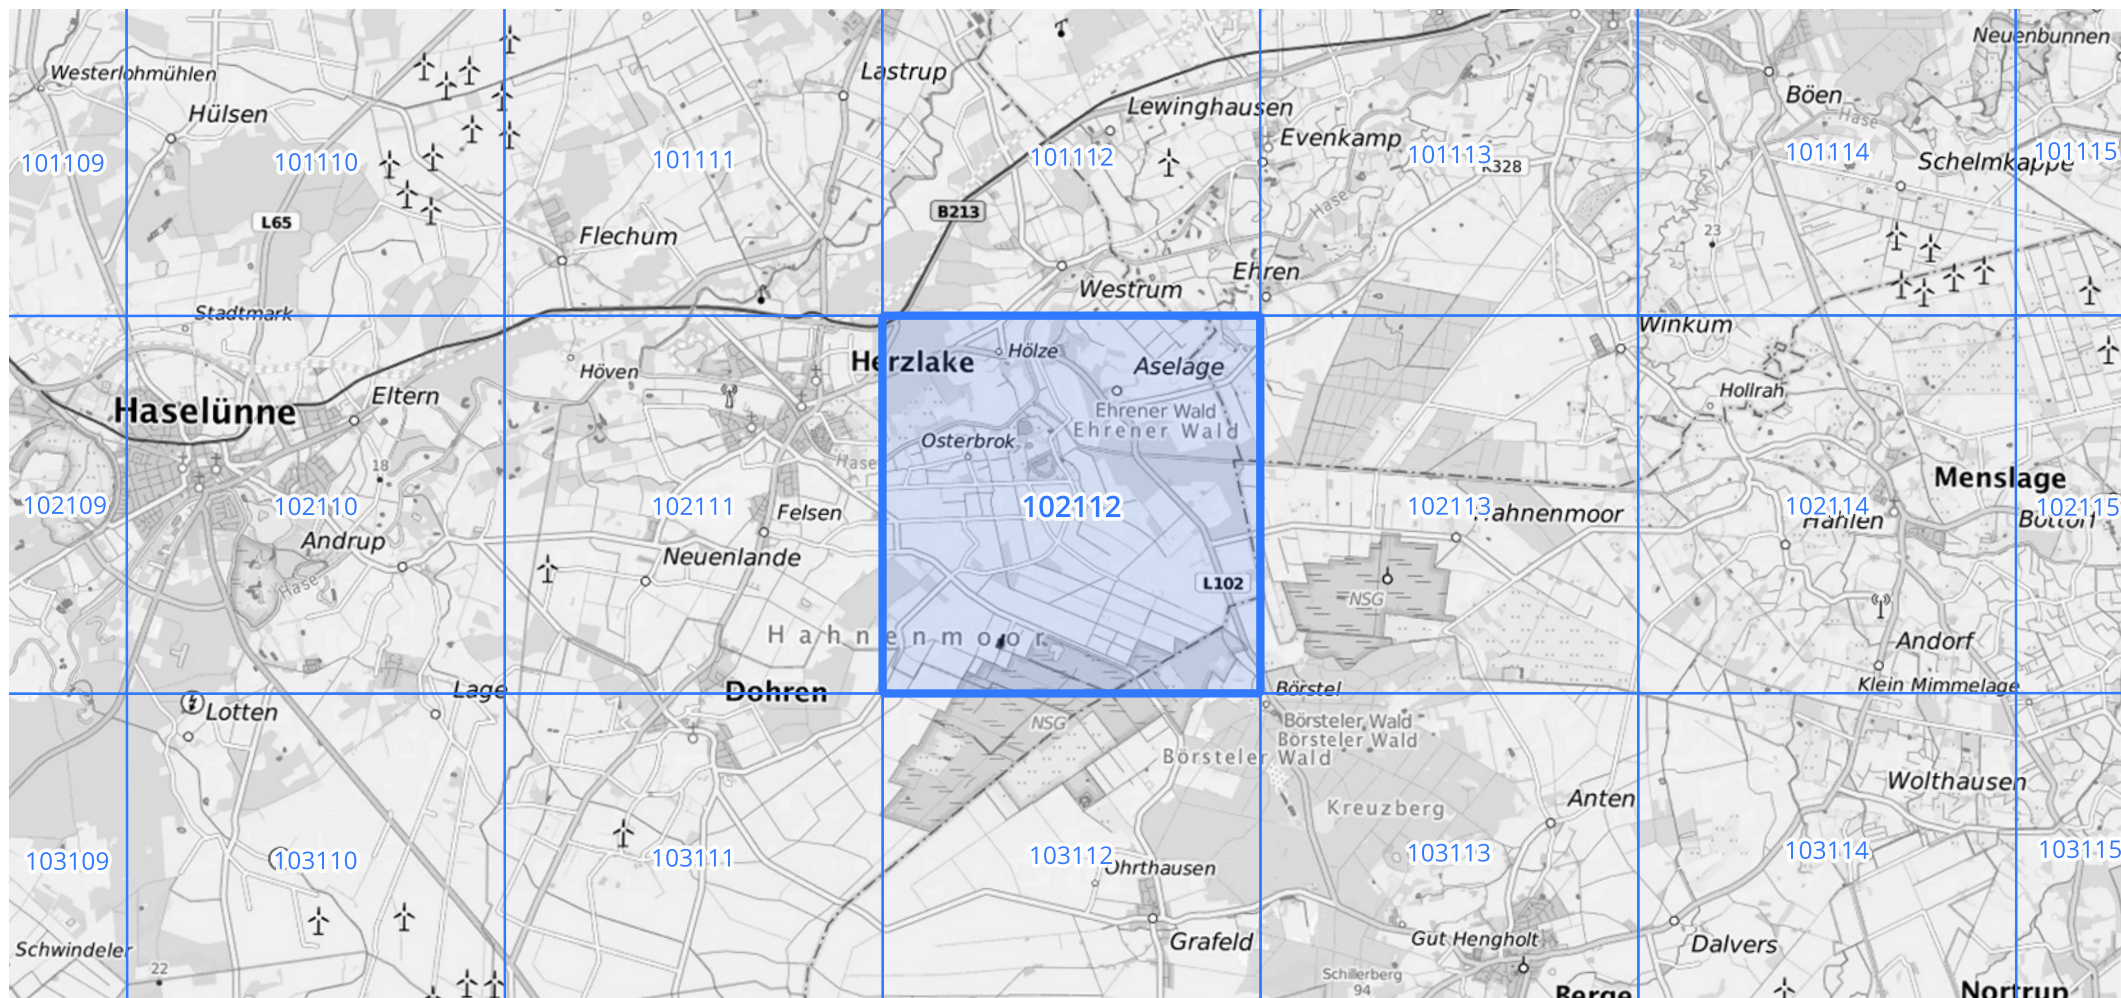 Neuenbunnen
Westerlohmühlen
Lastrup
Hülsen
Lewinghausen
Böen
Hase
Evenkamp
101109
101110
101111
101112
101113
K328
101114
Schelmkappe
101115
L65
B213
Hase
Flechum
23
Ehren
Westrum
Stadtmark
Winkum
Herzlake
Hölze
Aselage
Höven
Eltern
Hollrah
Haselünne
Ehrener Wald
Ehrener Wald
Osterbrok
18
Hase
Menslage
102109
102110
102111
102112
102113
102114
102115
Felsen
Hahnenmoor
Hahlen
Bottorf
Andrup
Neuenlande
Hase
L102
NSG
Hahnenmoor
Andorf
Lage
Dohren
Börstel
Klein Mimmelage
Lotten
NSG
Börsteler Wald
Börsteler Wald
Börsteler Wald
Wolthausen
Kreuzberg
Anten
103109
103110
103111
103112
103113
103114
103115
Ohrthausen
Schwindeler
Grafeld
Gut Hengholt
Dalvers
22
Schillerberg
94
Berge
Nortrup